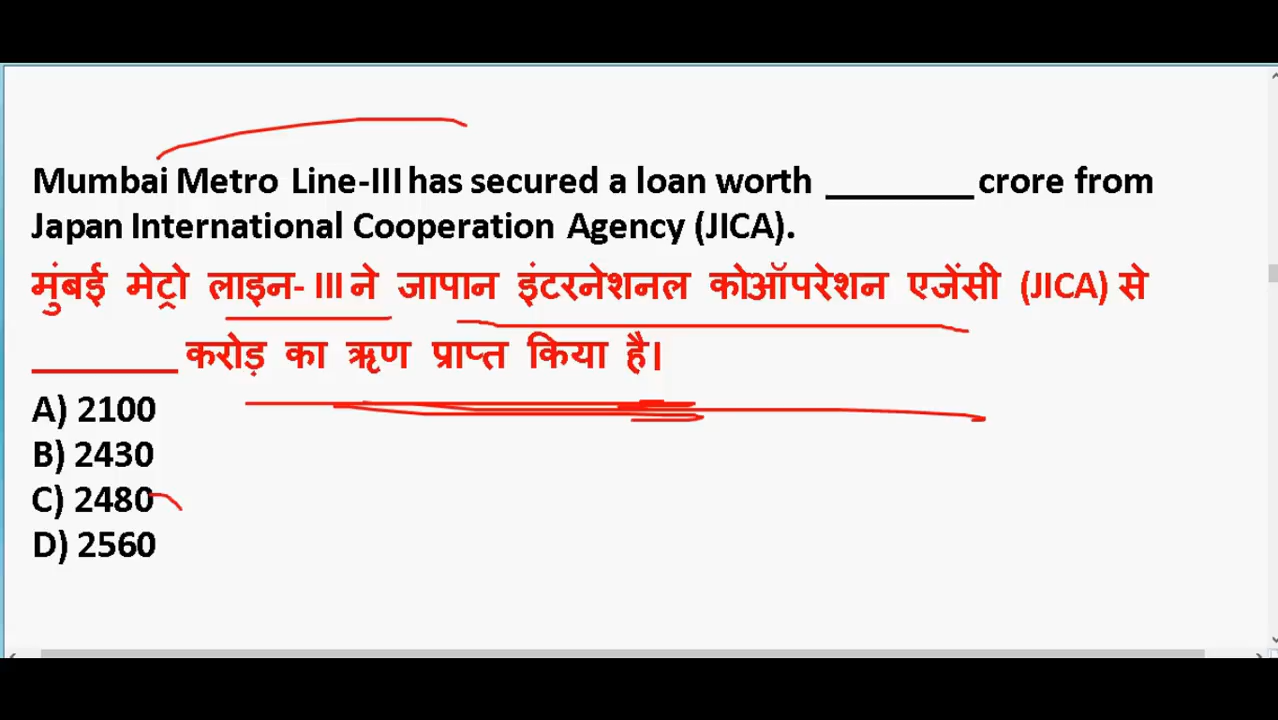 Mumbai Metro Line-III has secured a loan worth ________ crore from
Japan International Cooperation Agency (JICA).
मुंबई मेट्रो लाइन- III ने जापान इंटरनेशनल कोऑपरेशन एजेंसी (JICA) से
________ करोड़ का ऋण प्राप्त किया है।
A) 2100
B) 2430
C) 2480
D) 2560